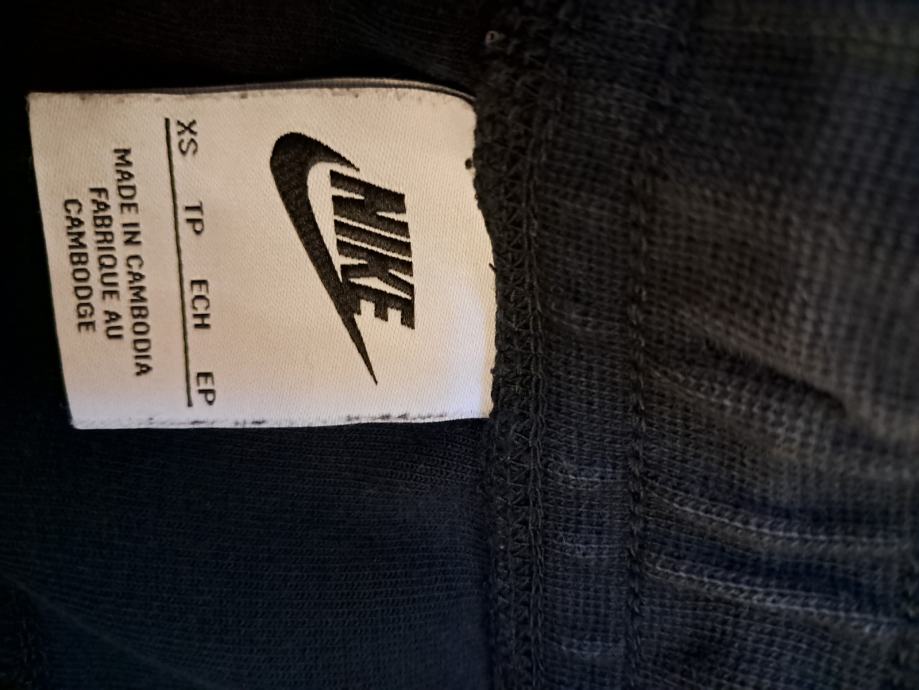 NIKE
XS TP ECH EP
MADE IN CAMBODIA
FABRIQUE AU
CAMBODGE